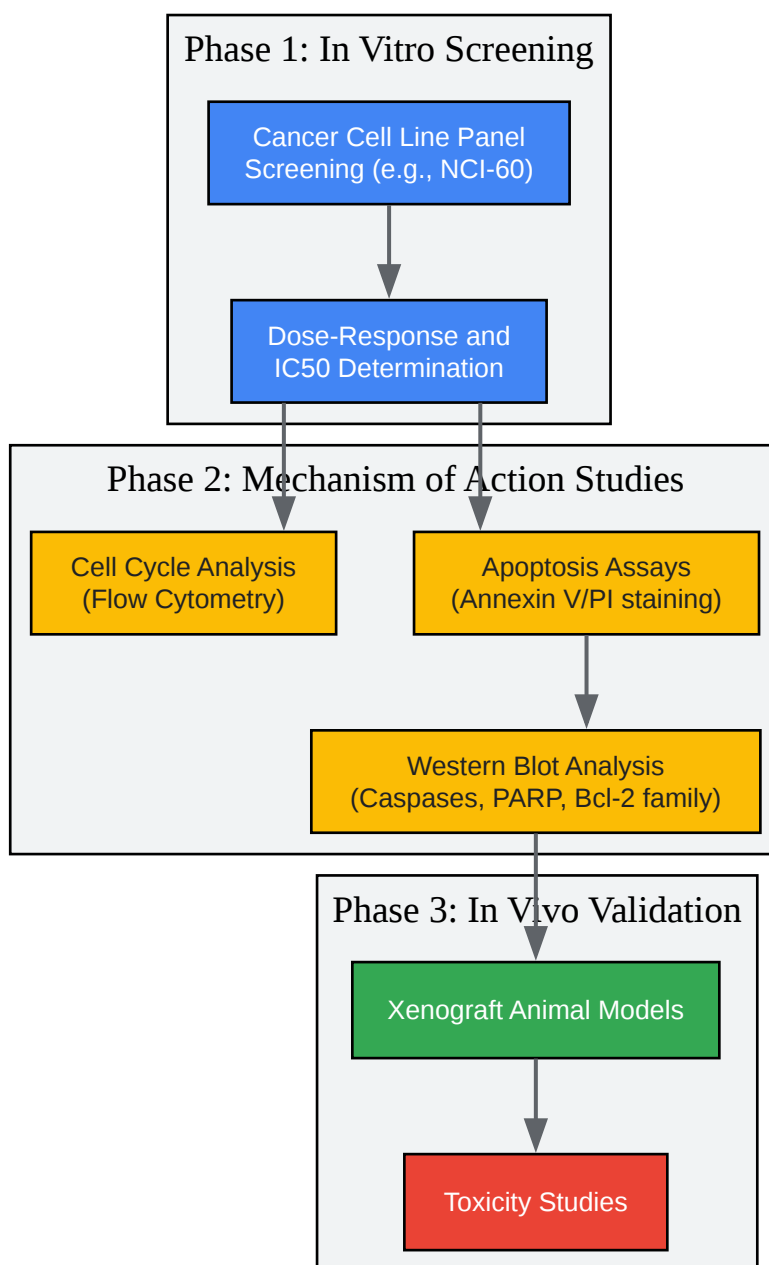 Phase 1: In Vitro Screening
Cancer Cell Line Panel
Screening (e.g., NCI-60)
Dose-Response and
IC50 Determination
Phase 2: Mechanism of Action Studies
Cell Cycle Analysis
(Flow Cytometry)
Apoptosis Assays
(Annexin V/PI staining)
Western Blot Analysis
(Caspases, PARP, Bcl-2 family)
Phase 3: In Vivo Validation
Xenograft Animal Models
Toxicity Studies